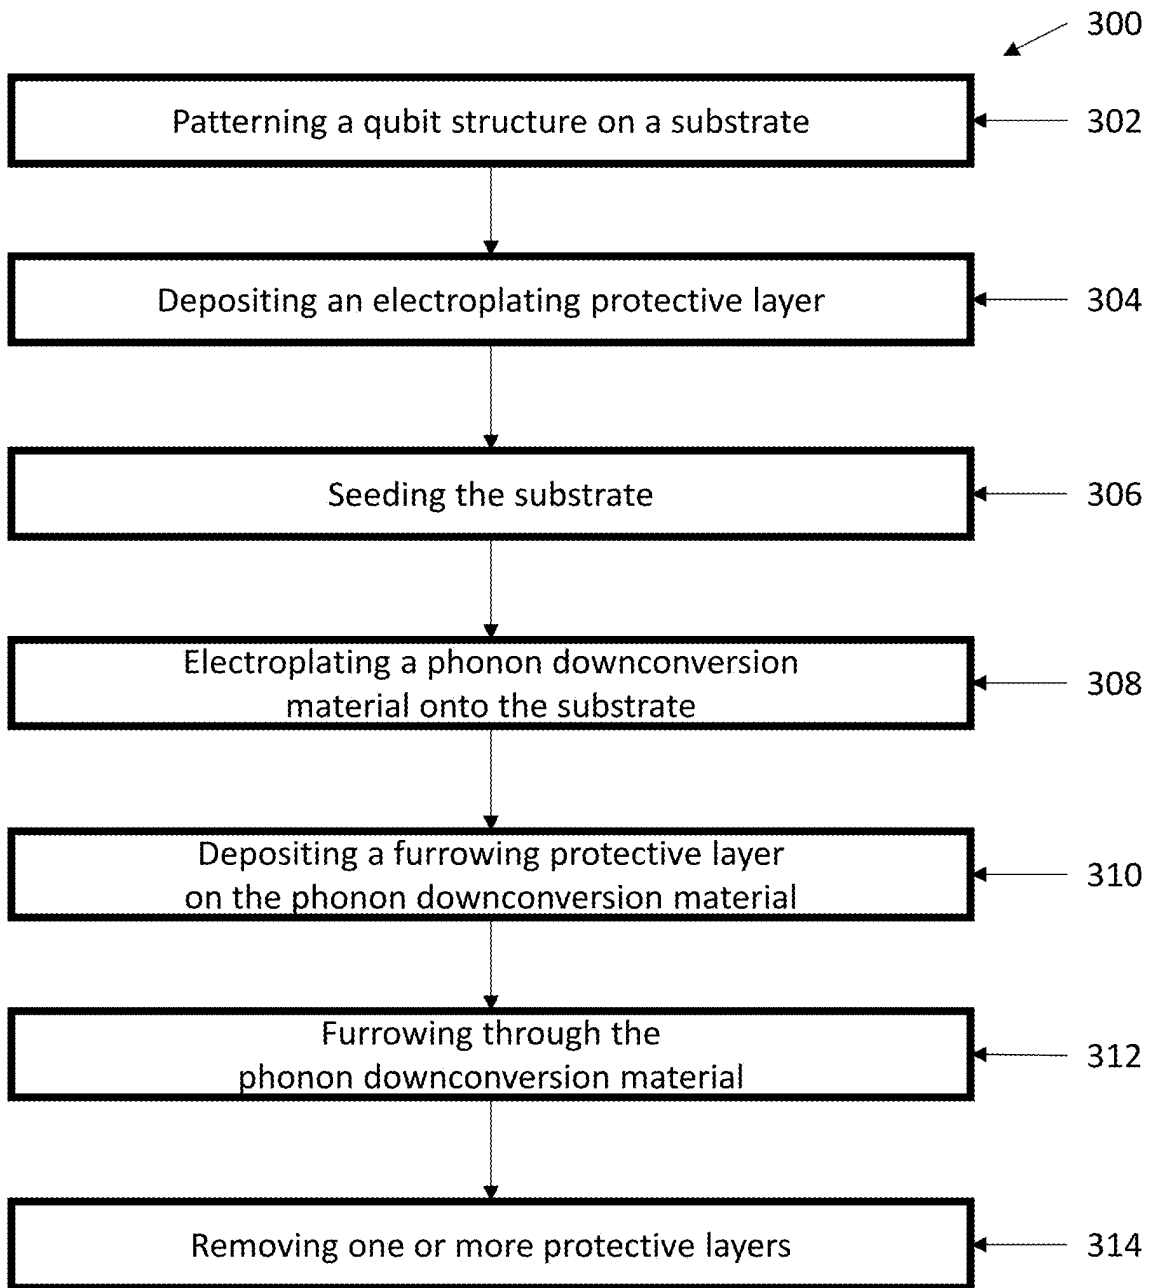 300
Patterning a qubit structure on a substrate
302
Depositing an electroplating protective layer
304
Seeding the substrate
306
Electroplating a phonon downconversion
material onto the substrate
308
Depositing a furrowing protective layer
on the phonon downconversion material
310
Furrowing through the
phonon downconversion material
312
Removing one or more protective layers
314